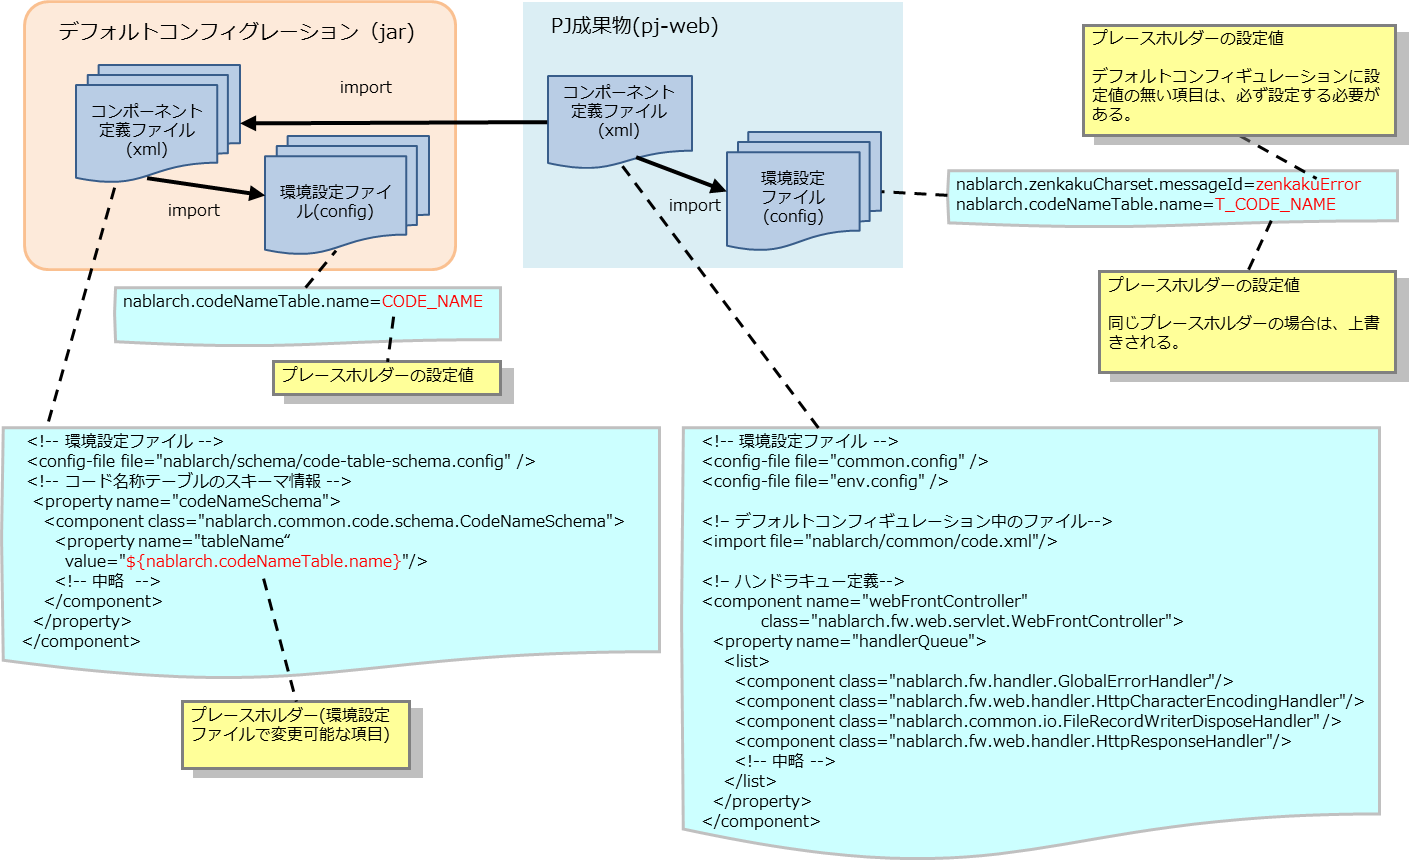 デフォルトコンフィグレーション（jar)
コンポーネント
定義ファイル
(xml)
import
import
環境設定ファイ
ル(config)
PJ成果物(pj-web)
コンポーネント
定義ファイル
(xml)
import
環境設定
ファイル
(config)
プレースホルダーの設定値
デフォルトコンフィギュレーションに設
定値の無い項目は、必ず設定する必要が
ある。
nablarch.zenkakuCharset.messageId=zenkakuError
nablarch.codeNameTable.name=T_CODE_NAME
プレースホルダーの設定値
同じプレースホルダーの場合は、上書
きされる。
nablarch.codeNameTable.name=CODE_NAME
プレースホルダーの設定値
<!-- 環境設定ファイル -->
<config-file file="nablarch/schema/code-table-schema.config" />
<!-- コード名称テーブルのスキーマ情報 -->
<property name="codeNameSchema">
<component class="nablarch.common.code.schema.CodeNameSchema">
<property name="tableName“
value="${nablarch.codeNameTable.name}"/>
<!-- 中略  -->
</component>
</property>
</component>
プレースホルダー(環境設定
ファイルで変更可能な項目)
<!-- 環境設定ファイル -->
<config-file file="common.config" />
<config-file file="env.config" />
<!– デフォルトコンフィギュレーション中のファイル-->
<import file="nablarch/common/code.xml"/>
<!– ハンドラキュー定義-->
<component name="webFrontController"
class="nablarch.fw.web.servlet.WebFrontController">
<property name="handlerQueue">
<list>
<component class="nablarch.fw.handler.GlobalErrorHandler"/>
<component class="nablarch.fw.web.handler.HttpCharacterEncodingHandler"/>
<component class="nablarch.common.io.FileRecordWriterDisposeHandler" />
<component class="nablarch.fw.web.handler.HttpResponseHandler"/>
<!-- 中略 -->
</list>
</property>
</component>